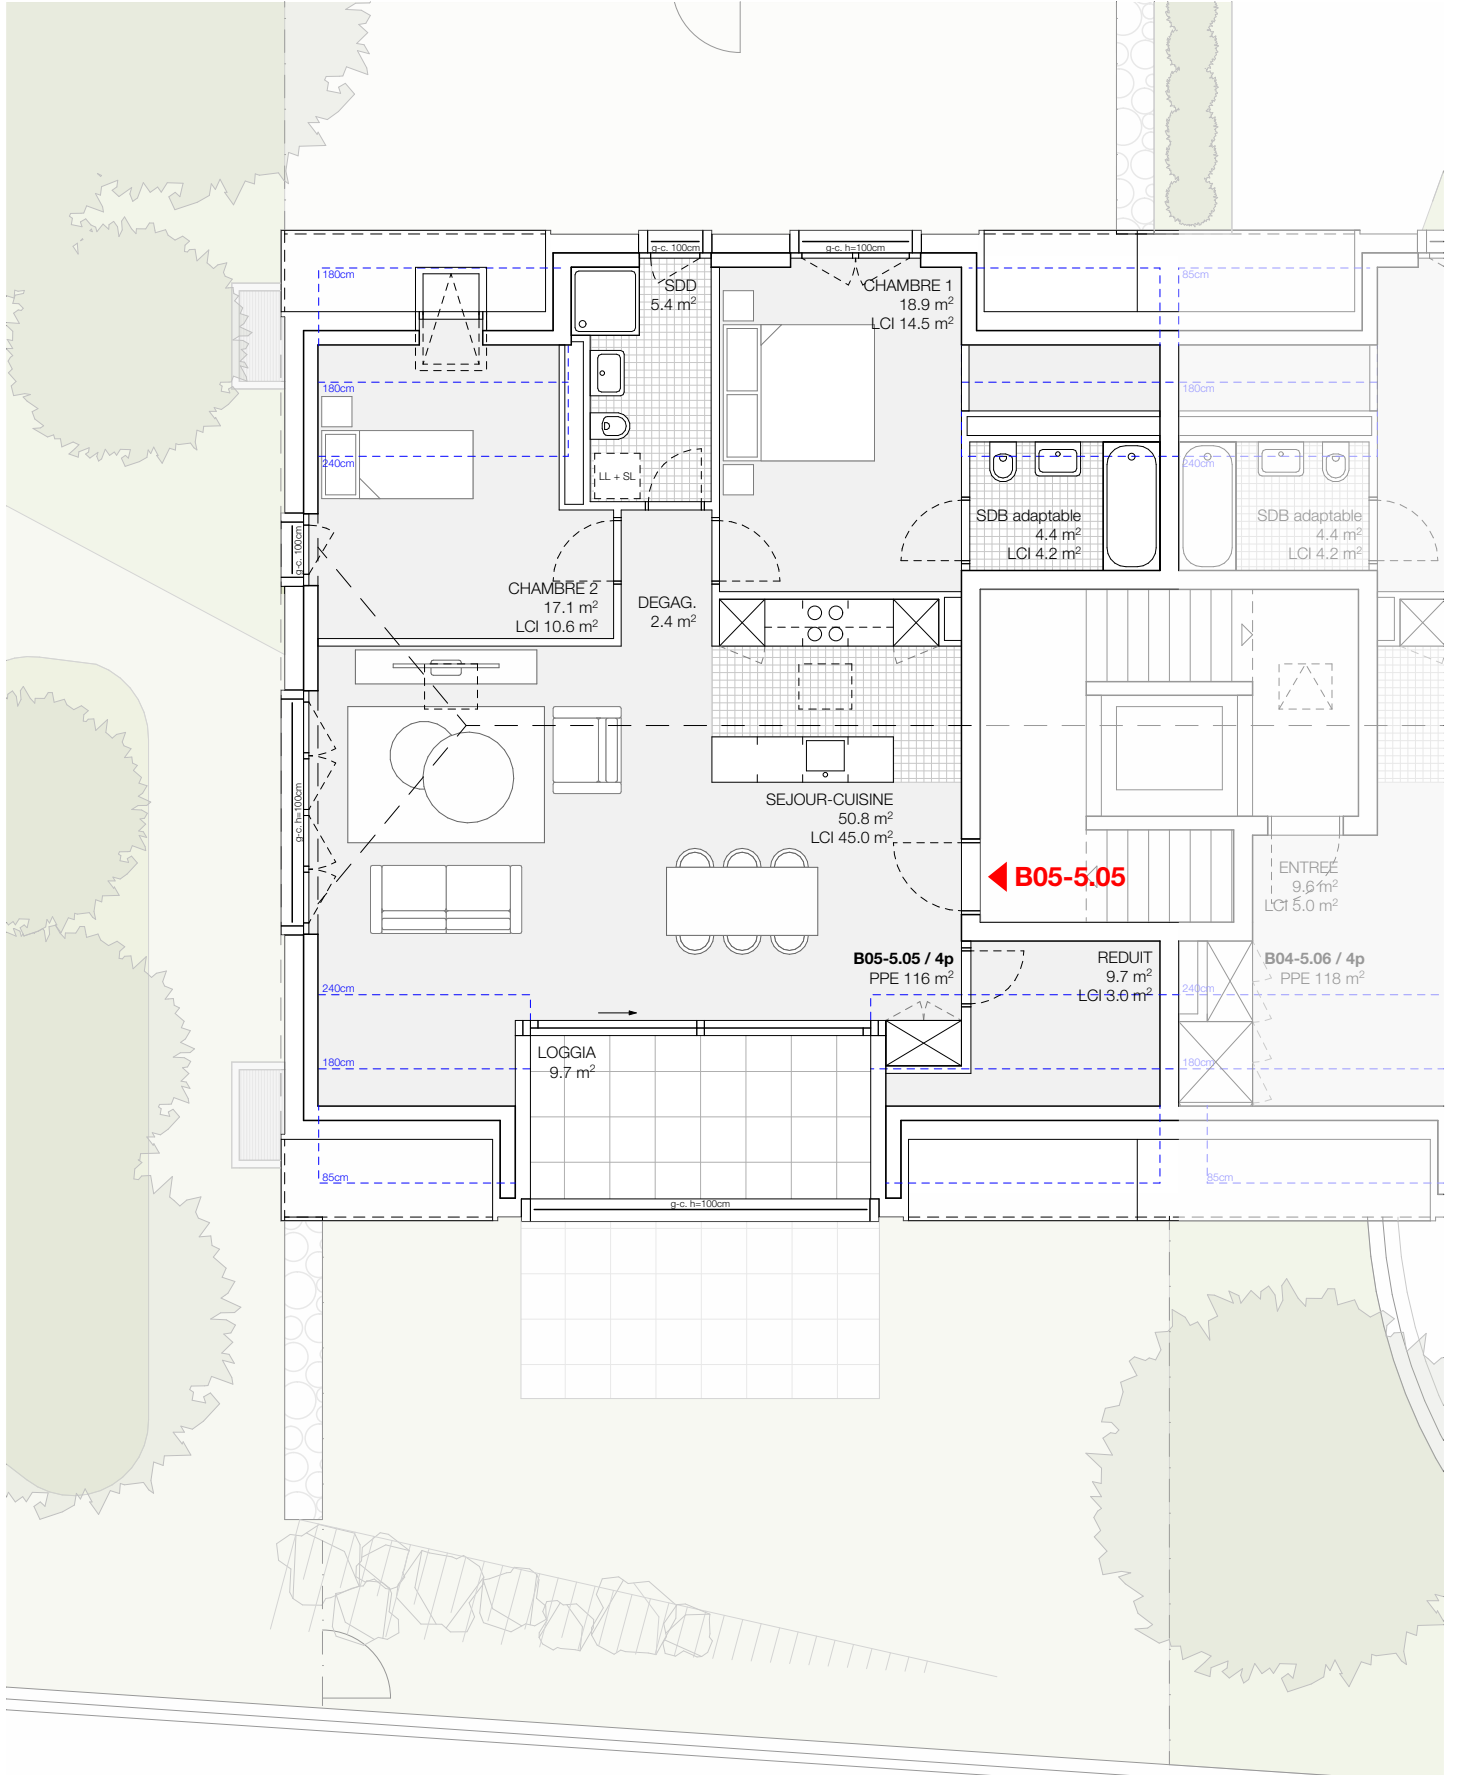 g-c. 100cm
g-c. h=100cm
180cm
85cm
SDD
5.4 m²
CHAMBRE 1
18.9 m²
LCI 14.5 m²
180cm
180cm
240cm
240cm
LL + SL
SDB adaptable
4.4 m²
LCI 4.2 m²
SDB adaptable
4.4 m²
LCI 4.2 m²
g-c. 100cm
CHAMBRE 2
17.1 m²
LCI 10.6 m²
DEGAG.
2.4 m²
g-c. h=100cm
SEJOUR-CUISINE
50.8 m²
LCI 45.0 m²
B05-5.05
ENTREE
9.6 m²
LCI 5.0 m²
B05-5.05 / 4p
PPE 116 m²
REDUIT
9.7 m²
LCI 3.0 m²
B04-5.06 / 4p
PPE 118 m²
240cm
240cm
LOGGIA
9.7 m²
180cm
180cm
85cm
85cm
g-c. h=100cm